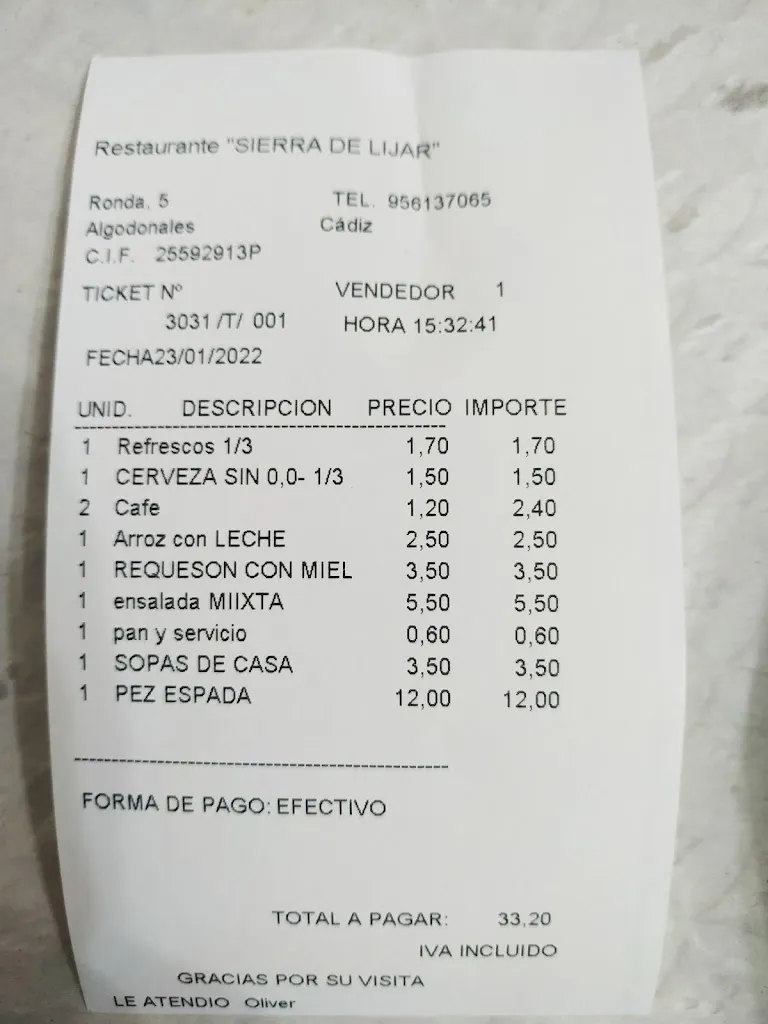 Restaurante "SIERRA DE LIJAR"
Ronda, 5 TEL. 956137065
Algodonales Cádiz
C.I.F. 25592913P
TICKET Nº VENDEDOR 1
3031 /T/ 001 HORA 15:32:41
FECHA23/01/2022
UNID. DESCRIPCION PRECIO IMPORTE
1 Refrescos 1/3 1,70 1,70
1 CERVEZA SIN 0,0- 1/3 1,50 1,50
2 Cafe 1,20 2,40
1 Arroz con LECHE 2,50 2,50
1 REQUESON CON MIEL 3,50 3,50
1 ensalada MIIXTA 5,50 5,50
1 pan y servicio 0,60 0,60
1 SOPAS DE CASA 3,50 3,50
1 PEZ ESPADA 12,00 12,00
FORMA DE PAGO: EFECTIVO
TOTAL A PAGAR: 33,20
IVA INCLUIDO
GRACIAS POR SU VISITA
LE ATENDIO Oliver